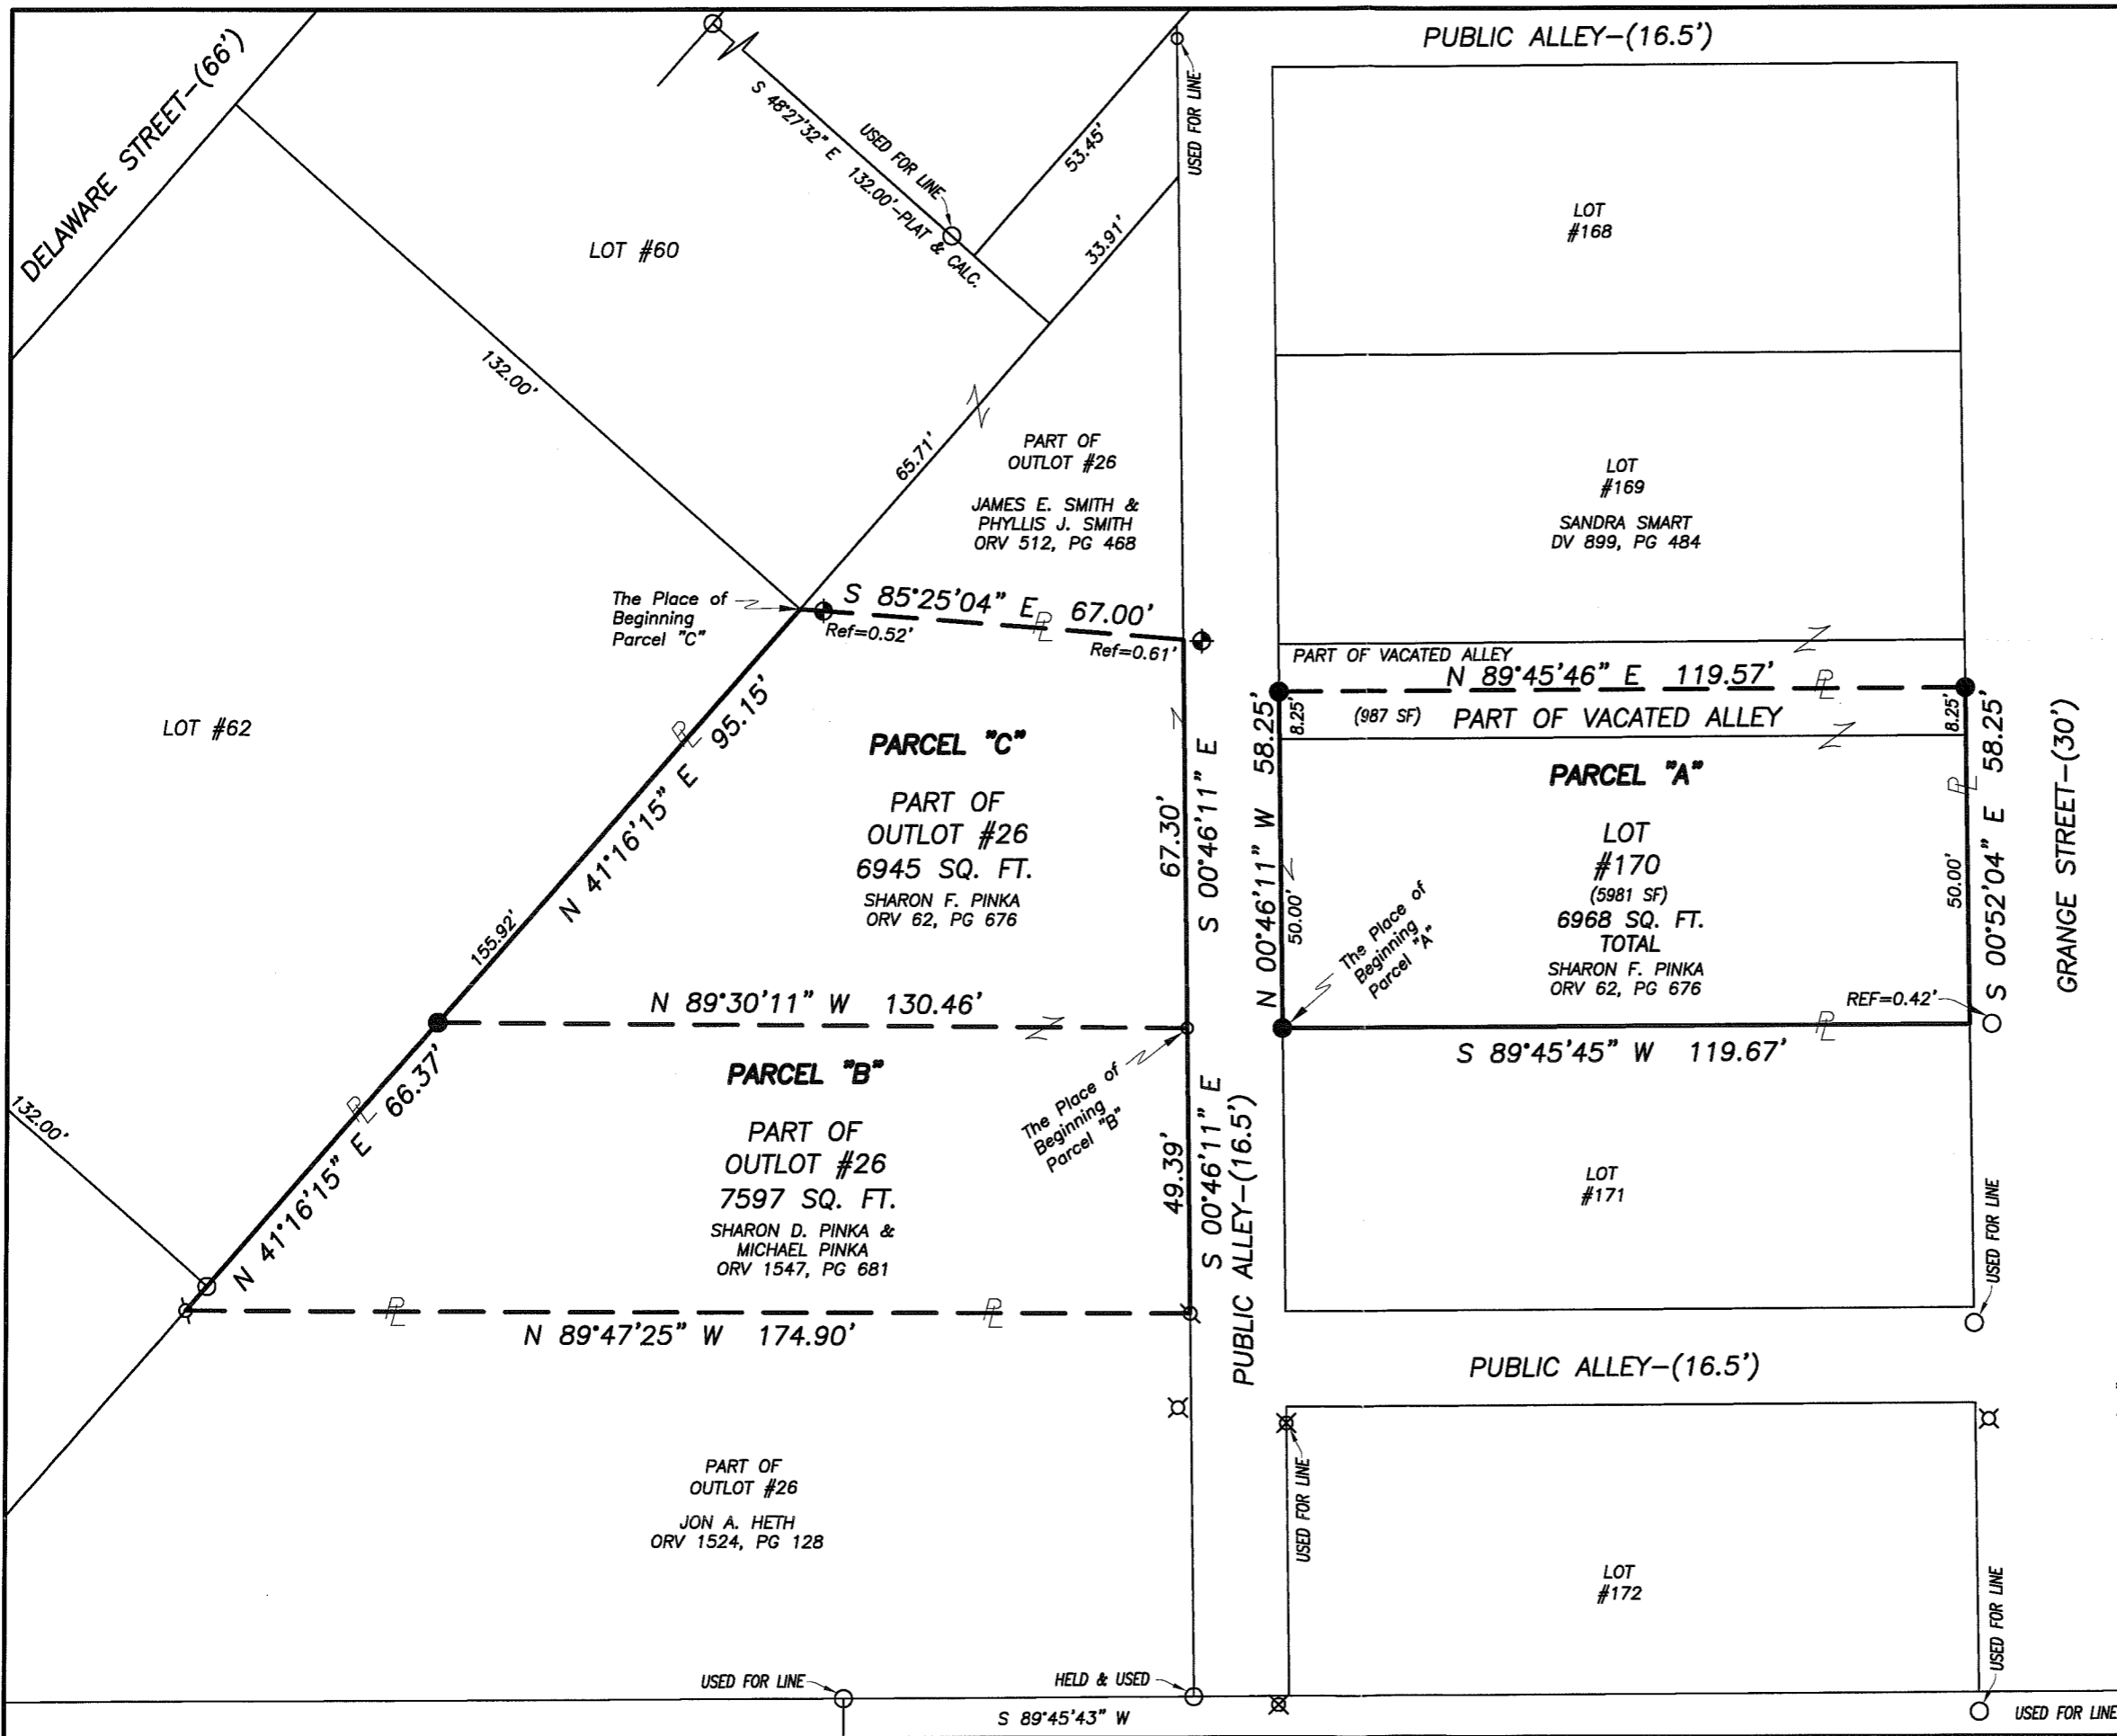 PUBLIC ALLEY-(16.5')
DELAWARE STREET-(66')
S 48°27'32" E 132.00'-PLAT & CALC.
USED FOR LINE
53.45'
33.91'
USED FOR LINE
LOT #60
LOT
#168
132.00'
65.71'
PART OF
OUTLOT #26
JAMES E. SMITH &
PHYLLIS J. SMITH
ORV 512, PG 468
LOT
#169
SANDRA SMART
DV 899, PG 484
The Place of
Beginning
Parcel "C"
S 85°25'04" E 67.00'
Ref=0.52'
Ref=0.61'
PART OF VACATED ALLEY
N 89°45'46" E 119.57'
(987 SF) PART OF VACATED ALLEY
8.25'
8.25'
LOT #62
N 41°16'15" E 95.15'
155.92'
PARCEL "C"
PART OF
OUTLOT #26
6945 SQ. FT.
SHARON F. PINKA
ORV 62, PG 676
67.30'
S 00°46'11" E
N 00°46'11" W 58.25'
50.00'
The Place of
Beginning
Parcel "A"
PARCEL "A"
LOT
#170
(5981 SF)
6968 SQ. FT.
TOTAL
SHARON F. PINKA
ORV 62, PG 676
50.00'
S 00°52'04" E 58.25'
GRANGE STREET-(30')
REF=0.42'
N 89°30'11" W 130.46'
S 89°45'45" W 119.67'
132.00'
N 41°16'15" E 66.37'
PARCEL "B"
PART OF
OUTLOT #26
7597 SQ. FT.
SHARON D. PINKA &
MICHAEL PINKA
ORV 1547, PG 681
The Place of
Beginning
Parcel "B"
49.39'
S 00°46'11" E
PUBLIC ALLEY-(16.5')
LOT
#171
USED FOR LINE
N 89°47'25" W 174.90'
PUBLIC ALLEY-(16.5')
PART OF
OUTLOT #26
JON A. HETH
ORV 1524, PG 128
USED FOR LINE
LOT
#172
USED FOR LINE
USED FOR LINE
HELD & USED
S 89°45'43" W
USED FOR LINE